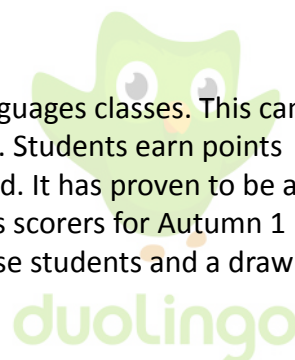 guages classes. This can
. Students earn points
d. It has proven to be a
s scorers for Autumn 1
se students and a draw
duolingo